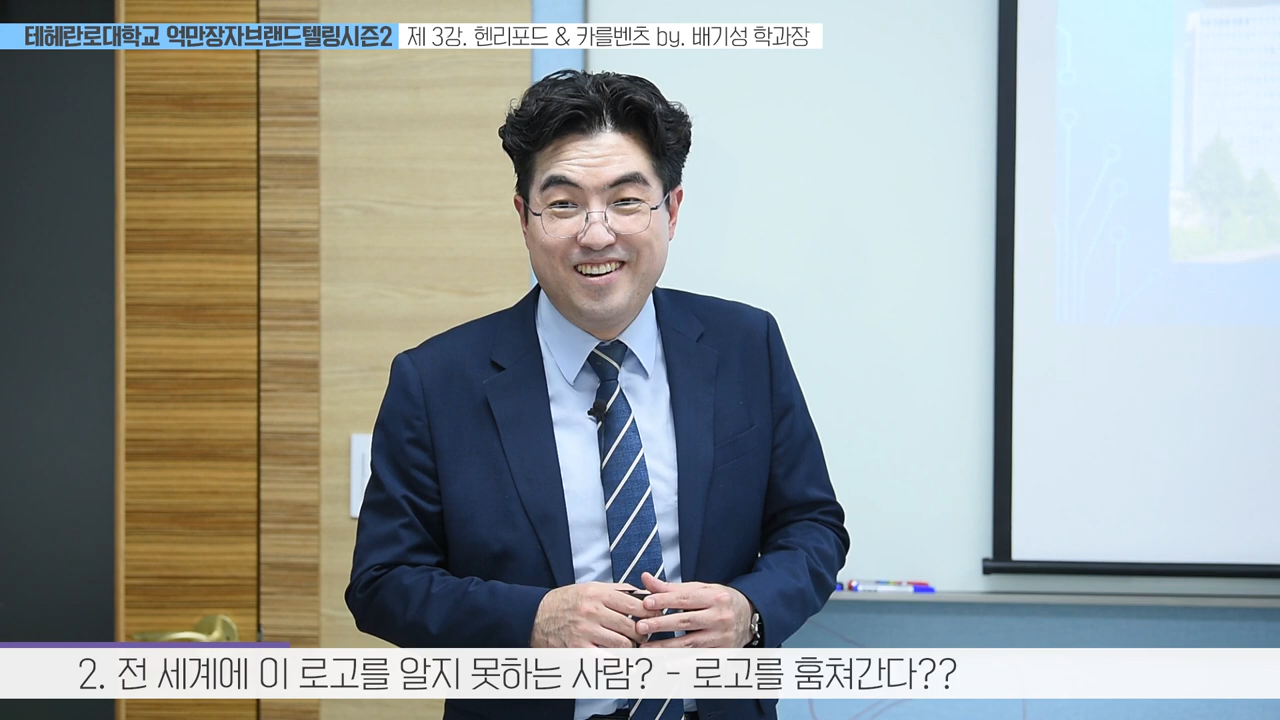 테헤란로대학교 억만장자브랜드텔링시즌2 제 3강. 헨리포드 & 카를벤츠 by. 배기성 학과장
2. 전 세계에 이 로고를 알지 못하는 사람? - 로고를 훔쳐간다??